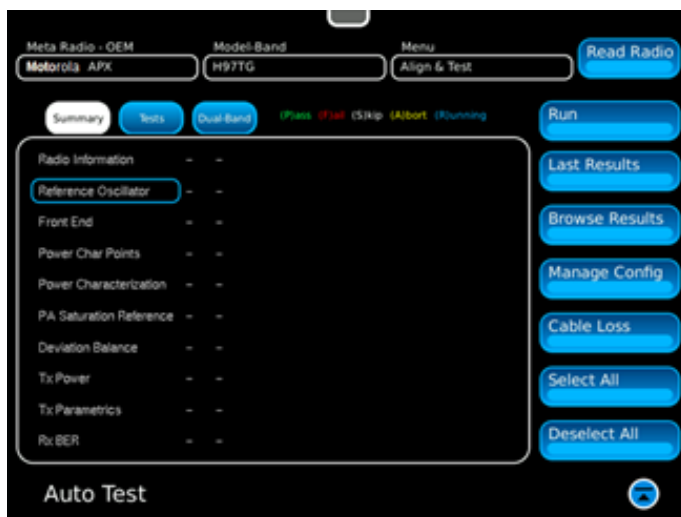 Meta Radio - OEM Model-Band Menu
Motorola APX H97TG Align & Test Read Radio
Summary Tests Dual-Band (P)ass (F)ail (S)kip (A)bort (R)unning
Run
Last Results
Browse Results
Manage Config
Cable Loss
Select All
Deselect All
Radio Information - -
Reference Oscillator - -
Front End - -
Power Char Points - -
Power Characterization - -
PA Saturation Reference - -
Deviation Balance - -
Tx Power - -
Tx Parametrics - -
Rx BER - -
Auto Test